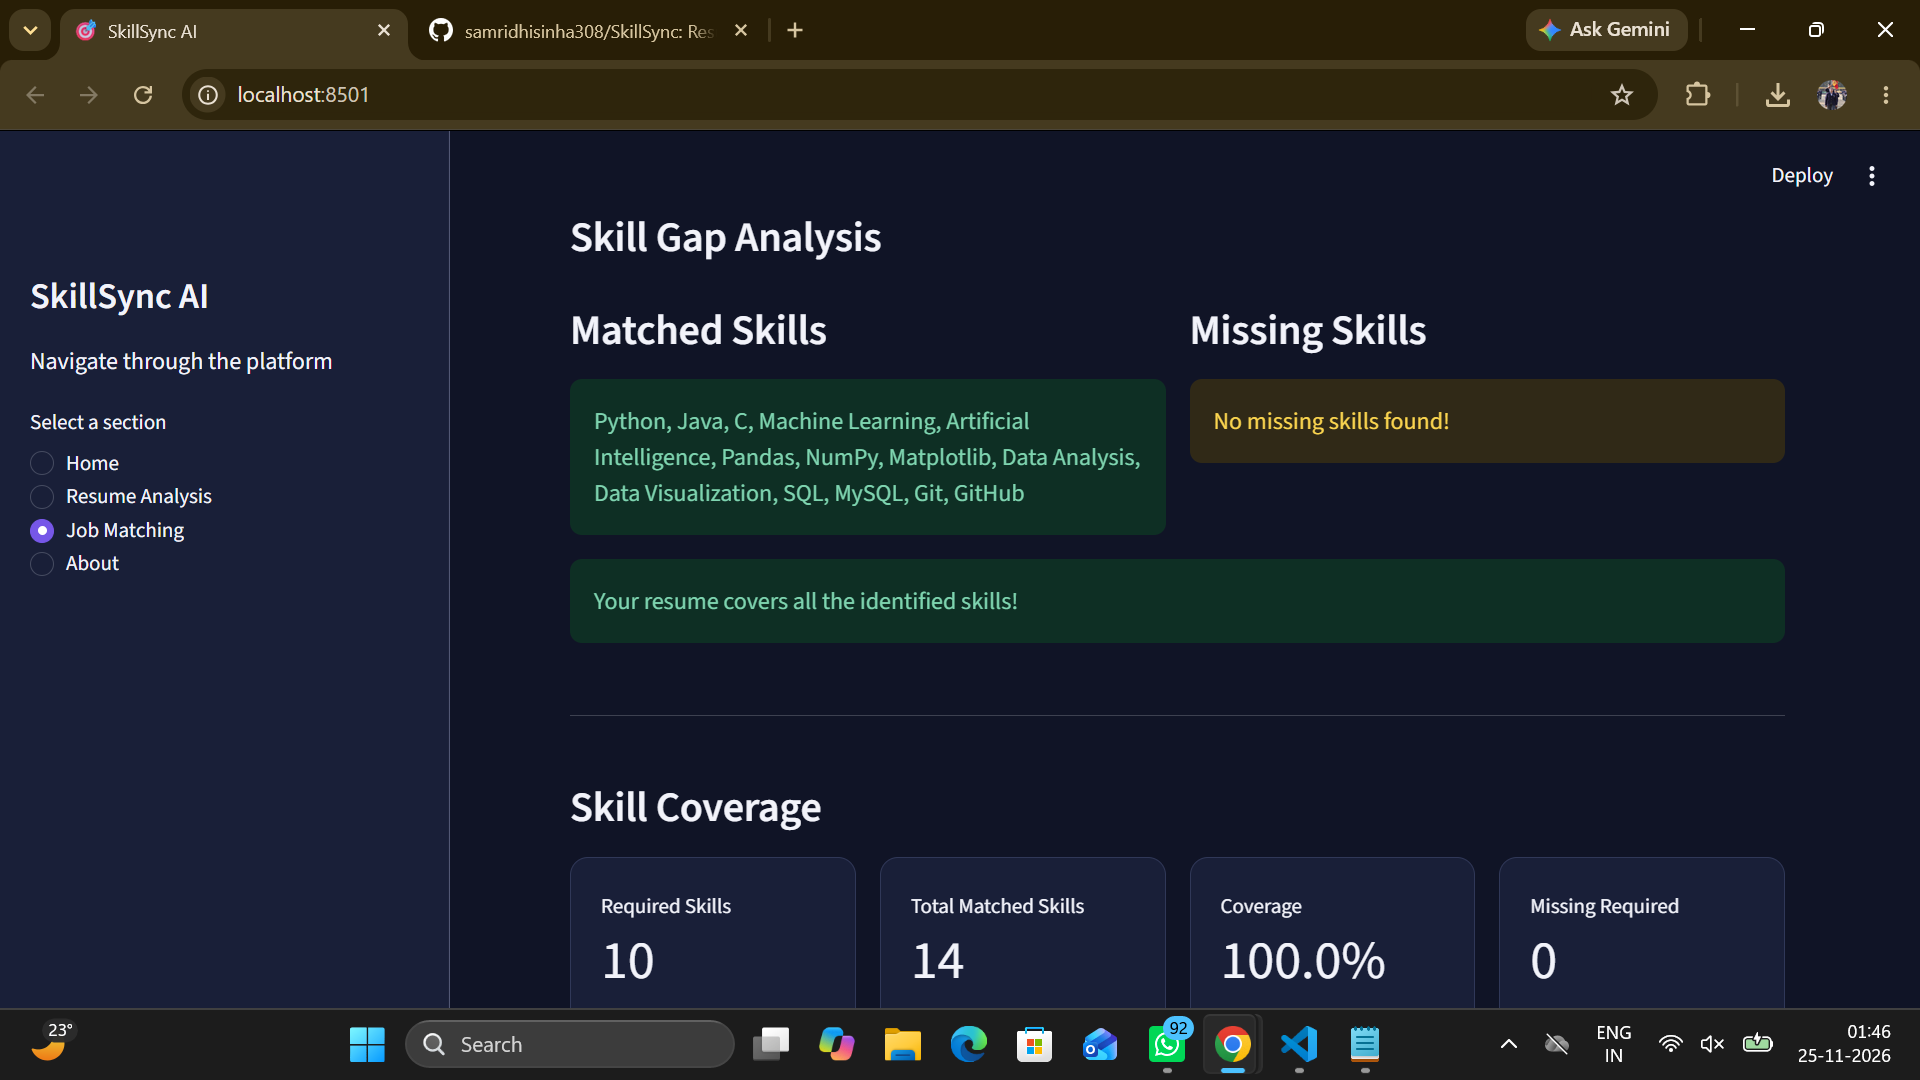 SkillSync AI
samridhisinha308/SkillSync: Res
Ask Gemini
localhost:8501
Deploy
SkillSync AI
Navigate through the platform
Select a section
Home
Resume Analysis
Job Matching
About
Skill Gap Analysis
Matched Skills
Python, Java, C, Machine Learning, Artificial
Intelligence, Pandas, NumPy, Matplotlib, Data Analysis,
Data Visualization, SQL, MySQL, Git, GitHub
Missing Skills
No missing skills found!
Your resume covers all the identified skills!
Skill Coverage
Required Skills
10
Total Matched Skills
14
Coverage
100.0%
Missing Required
0
23°
Search
92
ENG
IN
01:46
25-11-2026